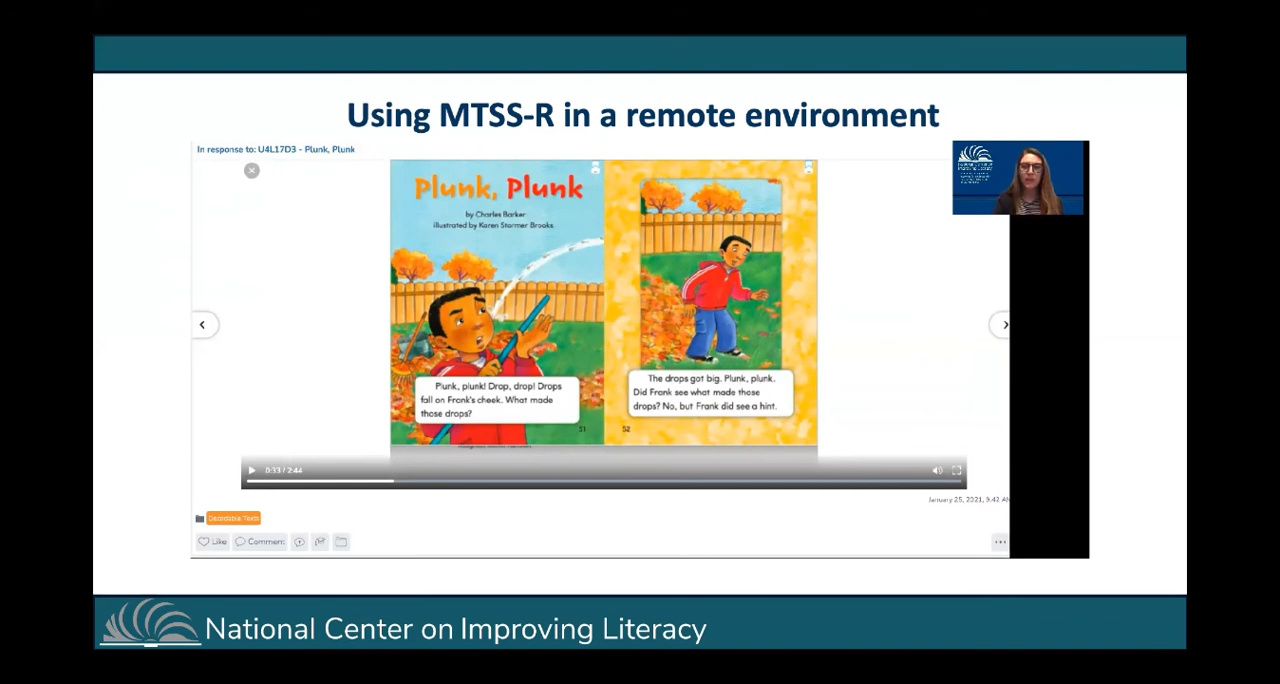 Using MTSS-R in a remote environment
In response to: U4L17D3 - Plunk, Plunk
Plunk, Plunk
by Charles Barker
illustrated by Karen Stormer Brooks
Plunk, plunk! Drop, drop! Drops
fall on Frank's cheek. What made
those drops?
51
The drops got big. Plunk, plunk.
Did Frank see what made those
drops? No, but Frank did see a hint.
52
0:33 / 2:44
January 25, 2021, 9:42 AM
Decodable Texts
Like
Comment
National Center on Improving Literacy